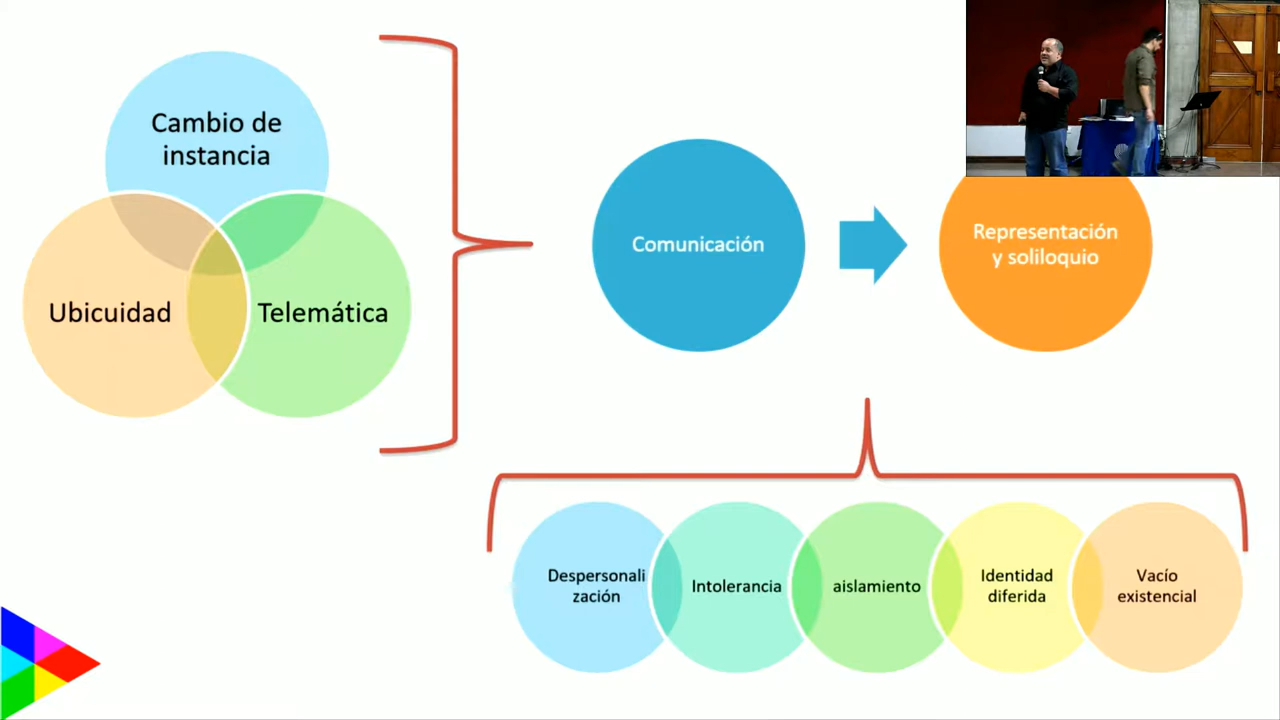 Cambio de
instancia
Ubicuidad
Telemática
Comunicación
Representación
y soliloquio
Despersonali
zación
Intolerancia
aislamiento
Identidad
diferida
Vacío
existencial